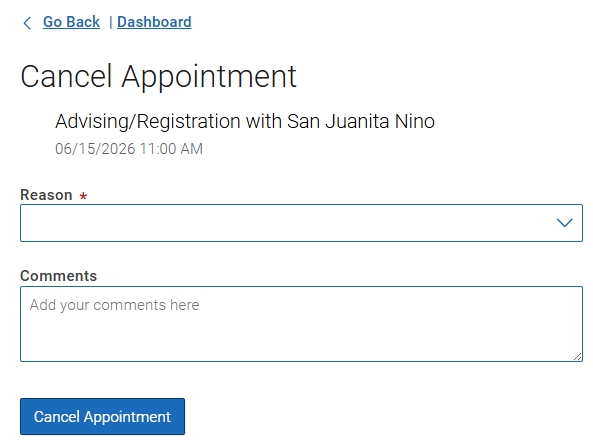 Go Back | Dashboard
Cancel Appointment
Advising/Registration with San Juanita Nino
06/15/2026 11:00 AM
Reason *
Comments
Add your comments here
Cancel Appointment